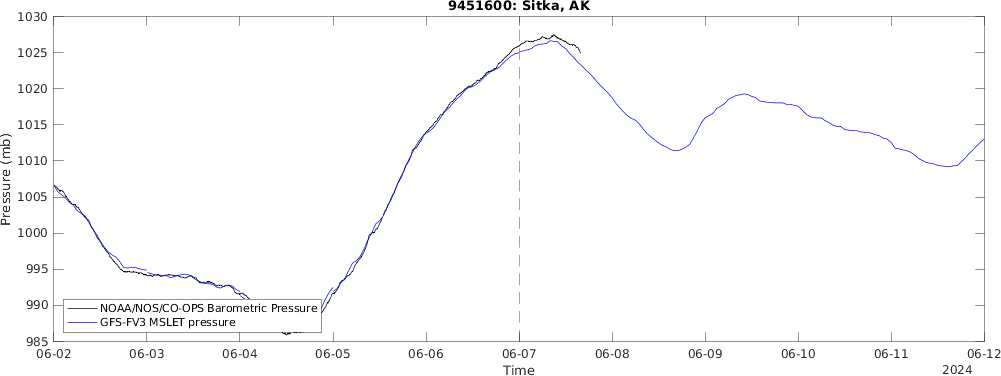 9451600: Sitka, AK
1030
1025
1020
1015
1010
1005
1000
995
990
985
Pressure (mb)
NOAA/NOS/CO-OPS Barometric Pressure
GFS-FV3 MSLET pressure
06-02 06-03 06-04 06-05 06-06 06-07 06-08 06-09 06-10 06-11 06-12
Time
2024